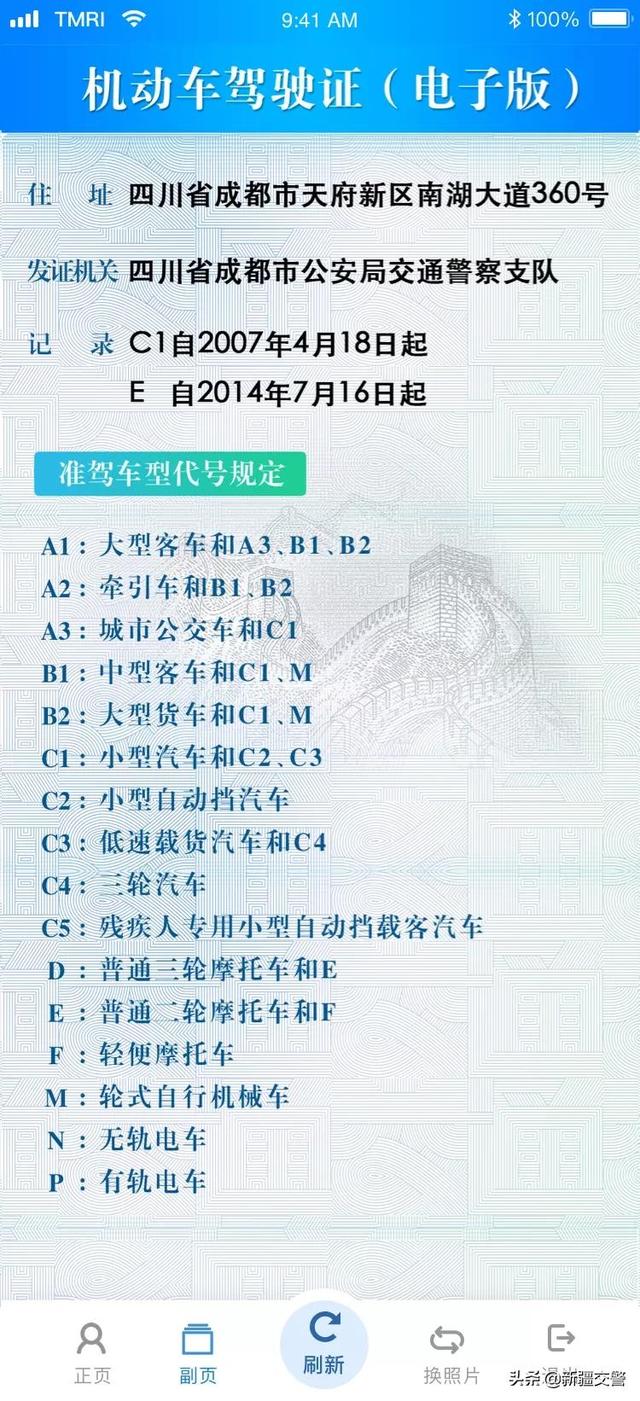 TMRI 9:41 AM 100%
机动车驾驶证（电子版）
住 址 四川省成都市天府新区南湖大道360号
发证机关 四川省成都市公安局交通警察支队
记 录 C1自2007年4月18日起
E 自2014年7月16日起
准驾车型代号规定
A1：大型客车和A3、B1、B2
A2：牵引车和B1、B2
A3：城市公交车和C1
B1：中型客车和C1、M
B2：大型货车和C1、M
C1：小型汽车和C2、C3
C2：小型自动挡汽车
C3：低速载货汽车和C4
C4：三轮汽车
C5：残疾人专用小型自动挡载客汽车
D：普通三轮摩托车和E
E：普通二轮摩托车和F
F：轻便摩托车
M：轮式自行机械车
N：无轨电车
P：有轨电车
正页 副页 刷新 换照片
头条 @新疆交警